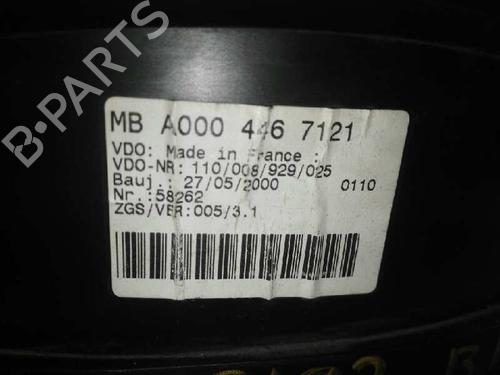 B-PARTS
MB A000 446 7121
VDO: Made in France :
VDO-NR: 110/008/929/025
Bauj.: 27/05/2000 0110
Nr.:58262
ZGS/VER:005/3.1